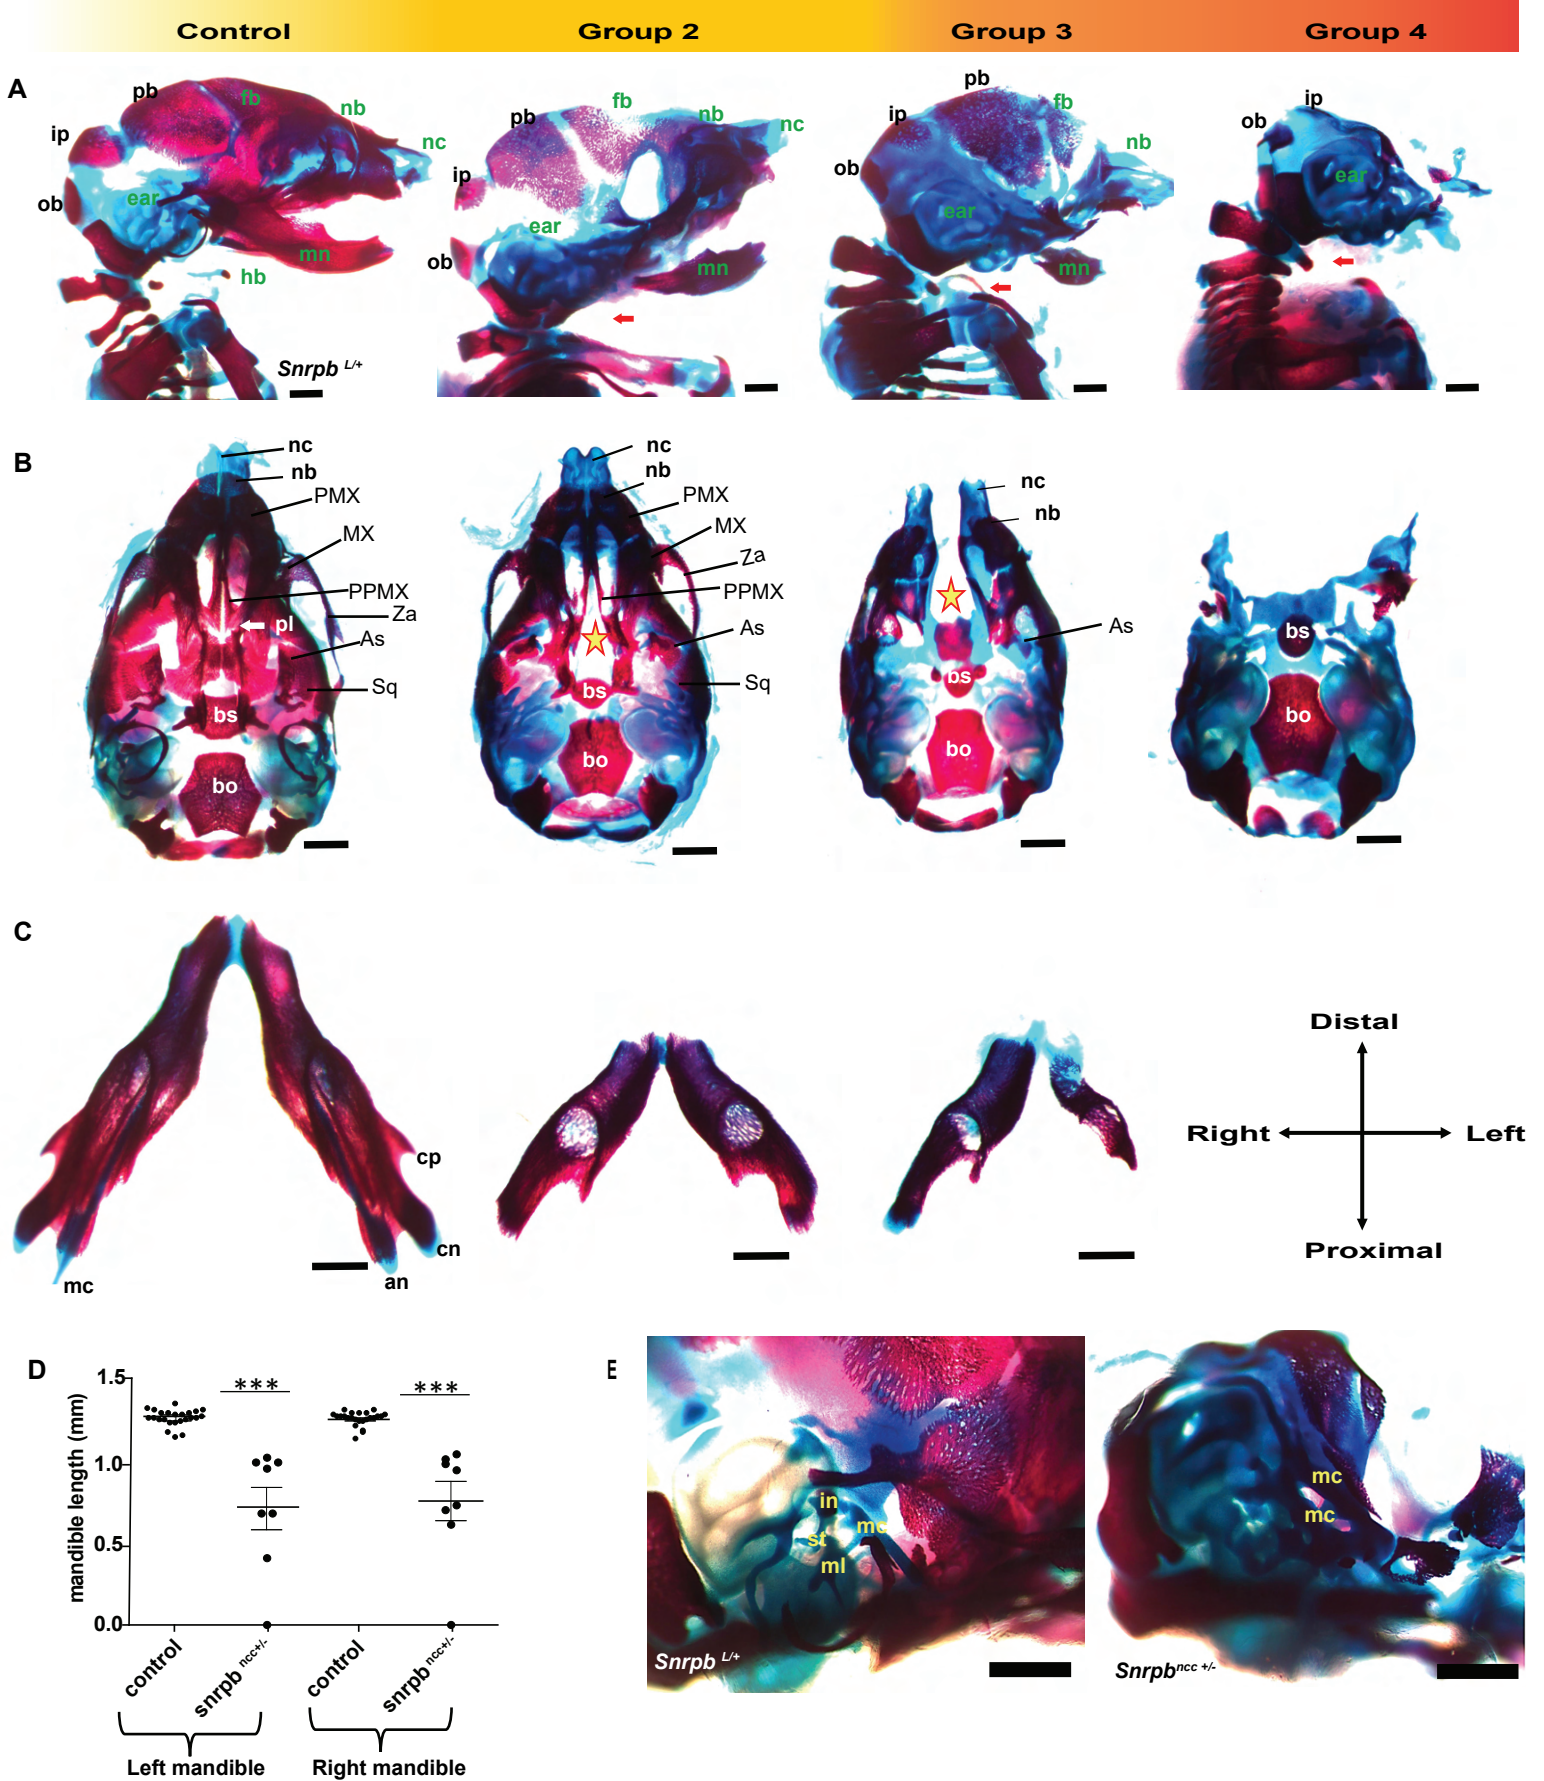 Control Group 2 Group 3 Group 4
A
pb fb nb nc ip ear ob mn hb
Snrpb L/+
pb fb nb nc ip ear ob mn
pb fb ip nb ob ear mn
ip ob ear
B
nc
nb
PMX
MX
PPMX
Za
pl
As
Sq
bs
bo
nc
nb
PMX
MX
Za
PPMX
As
Sq
bs
bo
nc
nb
As
bs
bo
bs
bo
C
cp
cn
an
mc
Distal
Right Left
Proximal
D
mandible length (mm)
1.5
1.0
0.5
0.0
*** ***
control snrpb ncc+/- control snrpb ncc+/-
Left mandible Right mandible
E
in
mc
st
ml
Snrpb L/+
mc
mc
Snrpb ncc +/-